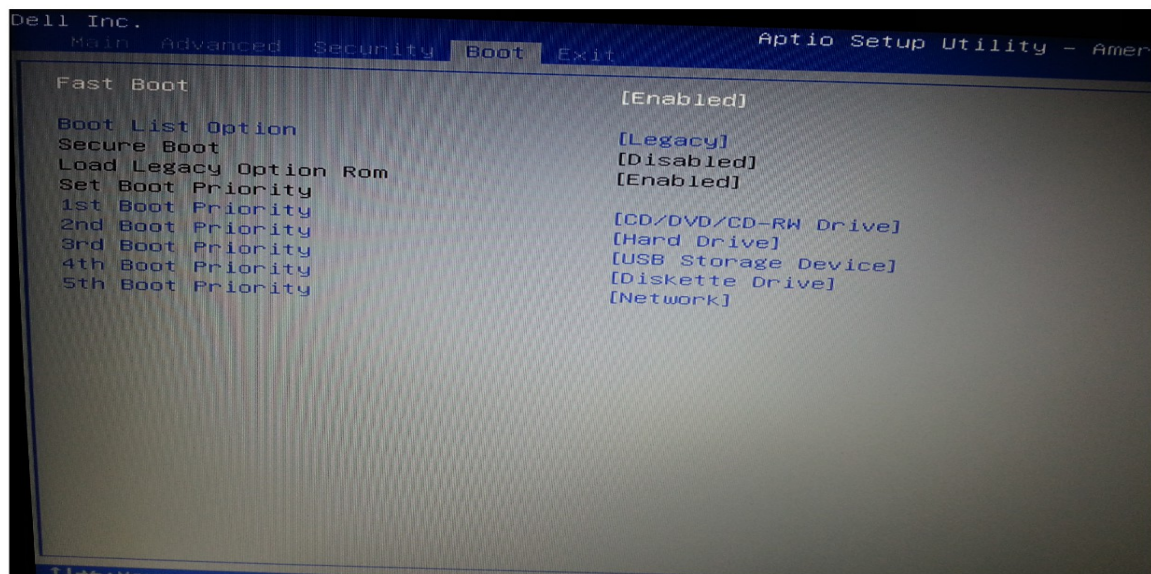 Dell Inc.
Aptio Setup Utility – Amer
Main Advanced Security Boot Exit
Fast Boot [Enabled]
Boot List Option [Legacy]
Secure Boot [Disabled]
Load Legacy Option Rom [Enabled]
Set Boot Priority
1st Boot Priority [CD/DVD/CD-RW Drive]
2nd Boot Priority [Hard Drive]
3rd Boot Priority [USB Storage Device]
4th Boot Priority [Diskette Drive]
5th Boot Priority [Network]